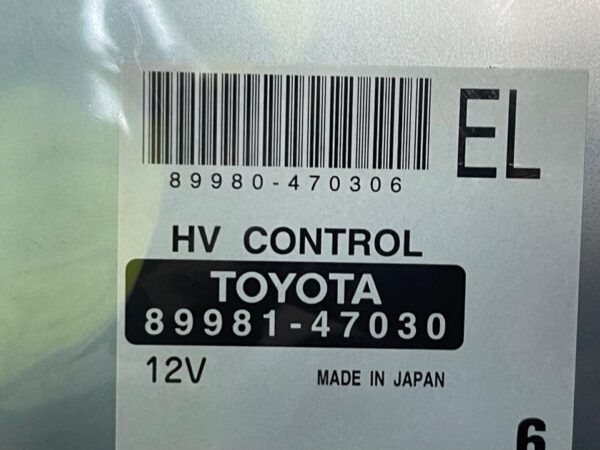 EL
89980-470306
HV CONTROL
TOYOTA
89981-47030
12V MADE IN JAPAN
6